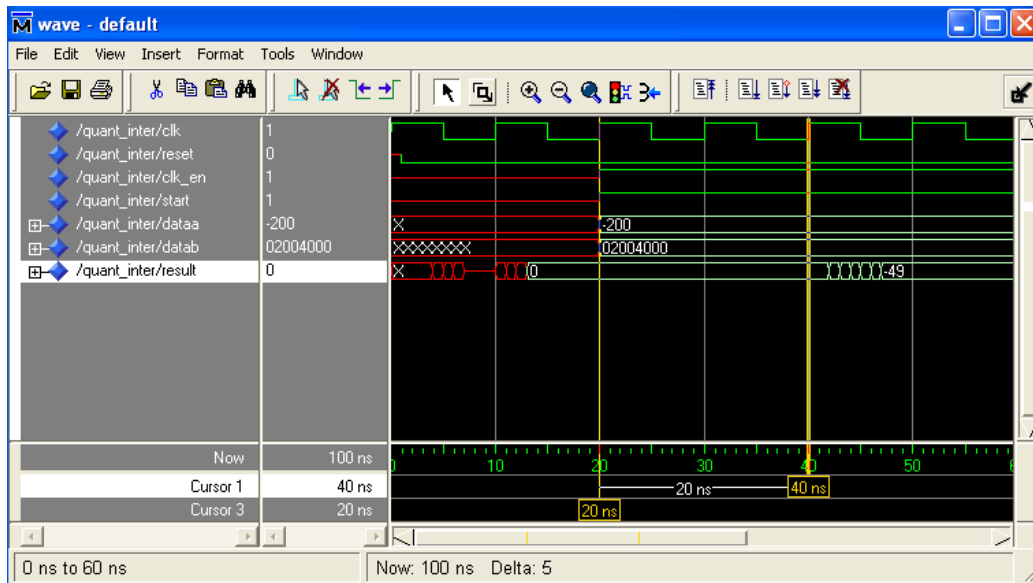 wave - default
File Edit View Insert Format Tools Window
/quant_inter/clk 1
/quant_inter/reset 0
/quant_inter/clk_en 1
/quant_inter/start 1
/quant_inter/dataa -200 X -200
/quant_inter/datab 02004000 XXXXXXXX 02004000
/quant_inter/result 0 X 0 -49
Now 100 ns 10 20 30 40 50
Cursor 1 40 ns 20 ns 40 ns
Cursor 3 20 ns 20 ns
0 ns to 60 ns Now: 100 ns Delta: 5